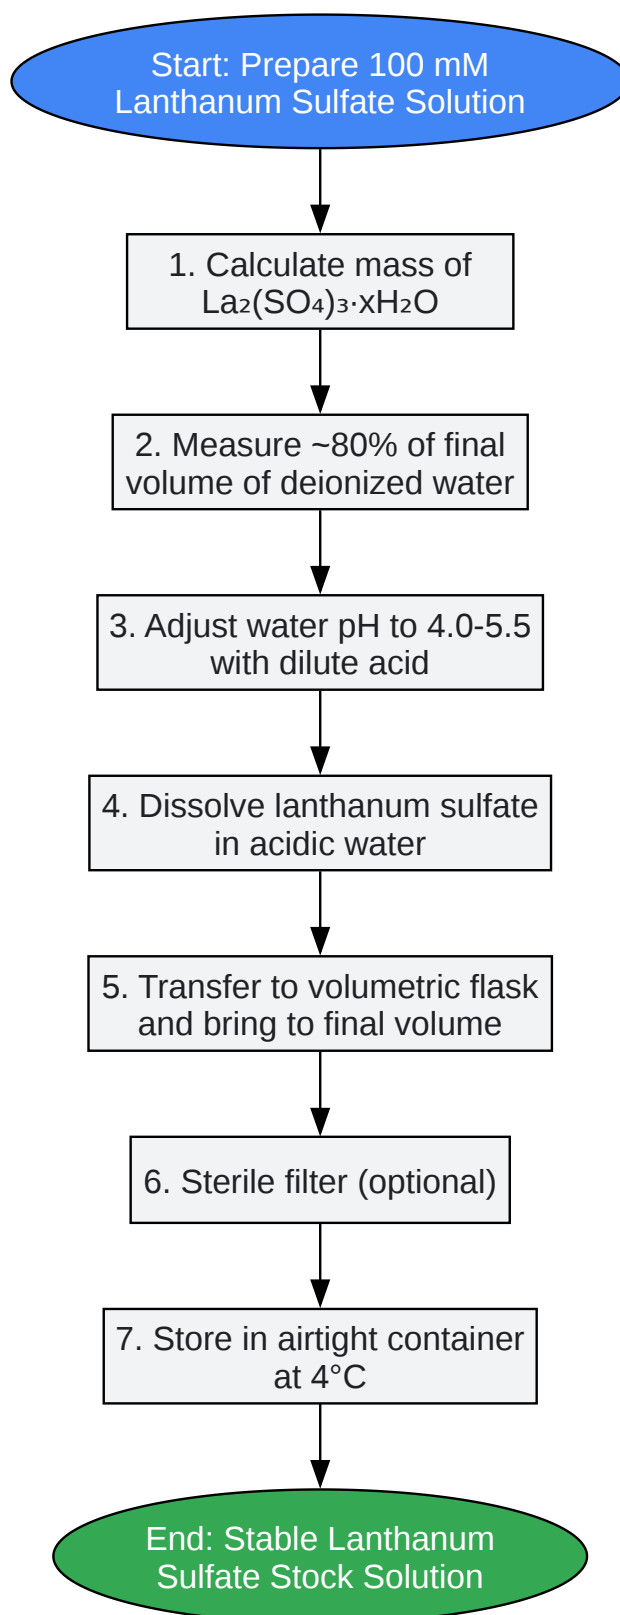 Start: Prepare 100 mM
Lanthanum Sulfate Solution
1. Calculate mass of
La₂(SO₄)₃·xH₂O
2. Measure ~80% of final
volume of deionized water
3. Adjust water pH to 4.0-5.5
with dilute acid
4. Dissolve lanthanum sulfate
in acidic water
5. Transfer to volumetric flask
and bring to final volume
6. Sterile filter (optional)
7. Store in airtight container
at 4°C
End: Stable Lanthanum
Sulfate Stock Solution